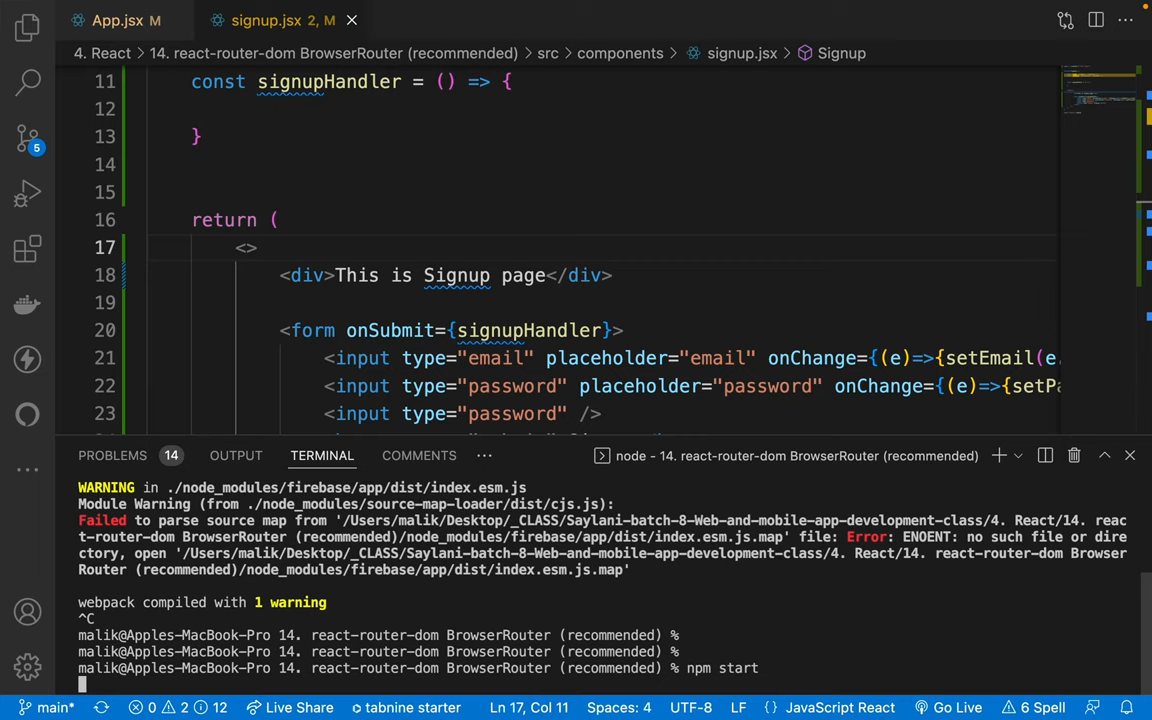 App.jsx M signup.jsx 2, M
4. React > 14. react-router-dom BrowserRouter (recommended) > src > components > signup.jsx > Signup
11 const signupHandler = () => {
12
13 }
14
15
16 return (
17 <>
18 <div>This is Signup page</div>
19
20 <form onSubmit={signupHandler}>
21 <input type="email" placeholder="email" onChange={(e)=>{setEmail(e.
22 <input type="password" placeholder="password" onChange={(e)=>{setPa
23 <input type="password" />
5
PROBLEMS 14 OUTPUT TERMINAL COMMENTS ··· node - 14. react-router-dom BrowserRouter (recommended)
WARNING in ./node_modules/firebase/app/dist/index.esm.js
Module Warning (from ./node_modules/source-map-loader/dist/cjs.js):
Failed to parse source map from '/Users/malik/Desktop/_CLASS/Saylani-batch-8-Web-and-mobile-app-development-class/4. React/14. reac
t-router-dom BrowserRouter (recommended)/node_modules/firebase/app/dist/index.esm.js.map' file: Error: ENOENT: no such file or dire
ctory, open '/Users/malik/Desktop/_CLASS/Saylani-batch-8-Web-and-mobile-app-development-class/4. React/14. react-router-dom Browser
Router (recommended)/node_modules/firebase/app/dist/index.esm.js.map'
webpack compiled with 1 warning
^C
malik@Apples-MacBook-Pro 14. react-router-dom BrowserRouter (recommended) %
malik@Apples-MacBook-Pro 14. react-router-dom BrowserRouter (recommended) %
malik@Apples-MacBook-Pro 14. react-router-dom BrowserRouter (recommended) % npm start
main* 0 2 12 Live Share tabnine starter Ln 17, Col 11 Spaces: 4 UTF-8 LF {} JavaScript React Go Live 6 Spell